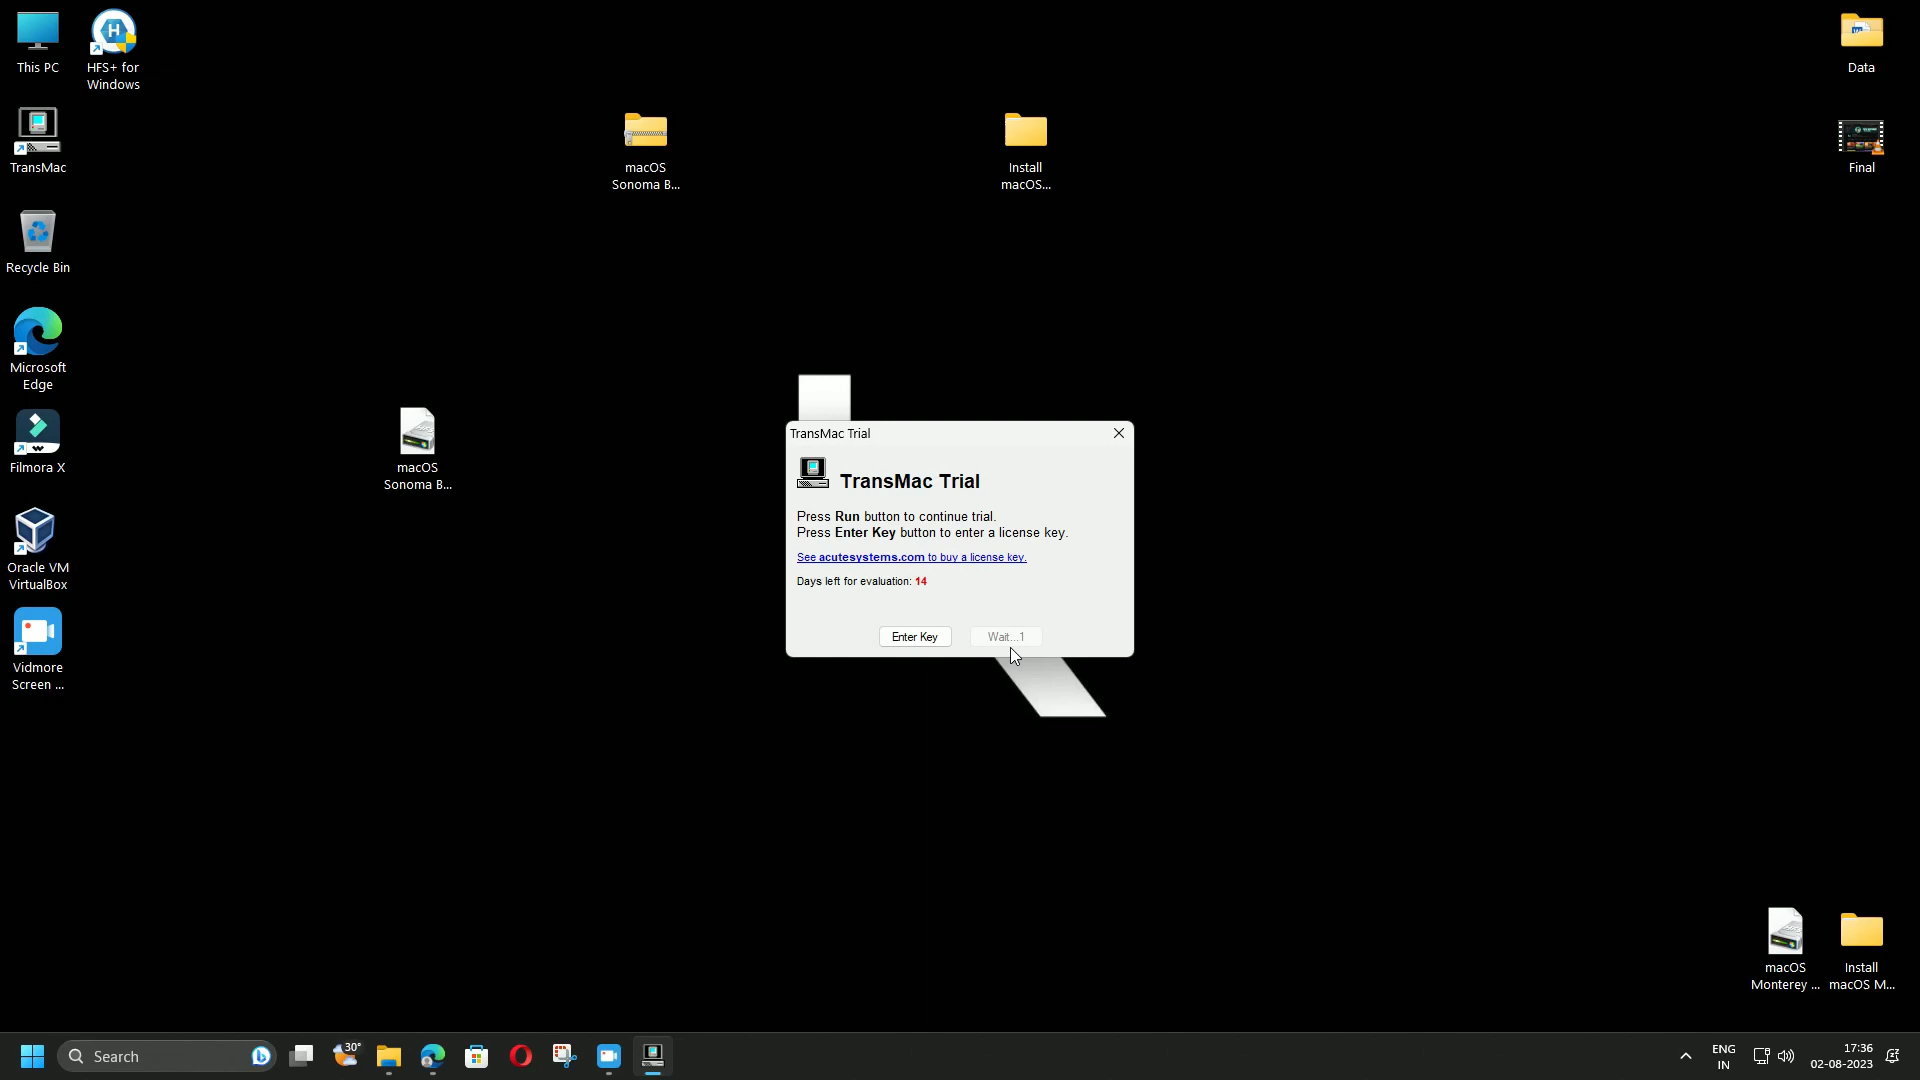 This PC
HFS+ for
Windows
TransMac
Recycle Bin
Microsoft
Edge
Filmora X
Oracle VM
VirtualBox
Vidmore
Screen ...
macOS
Sonoma B...
Install
macOS...
Data
Final
macOS
Sonoma B...
TransMac Trial
TransMac Trial
Press Run button to continue trial.
Press Enter Key button to enter a license key.
See acutesystems.com to buy a license key.
Days left for evaluation: 14
Enter Key
Wait...1
macOS
Monterey ...
Install
macOS M...
Search
30°
ENG
IN
17:36
02-08-2023